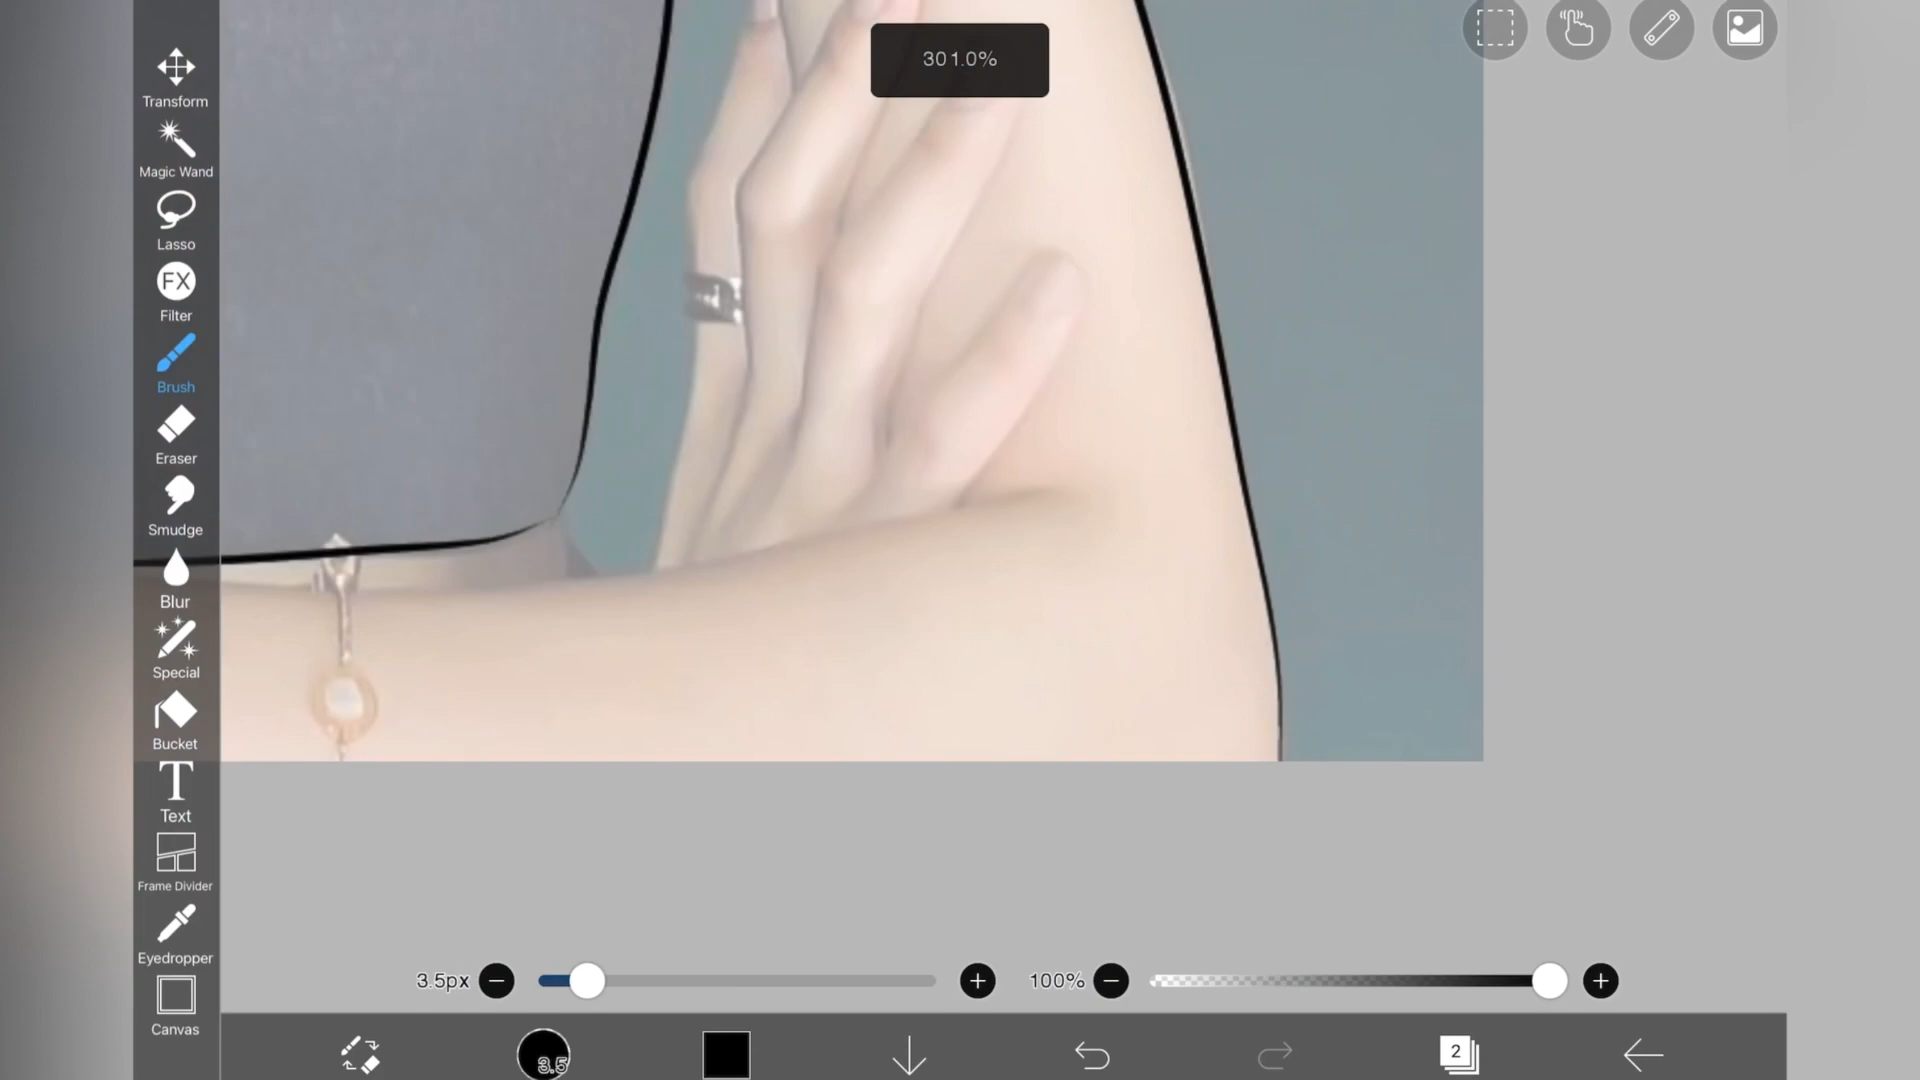 301.0%
Transform
Magic Wand
Lasso
FX
Filter
Brush
Eraser
Smudge
Blur
Special
Bucket
T
Text
Frame Divider
Eyedropper
Canvas
3.5px
100%
3.5
2